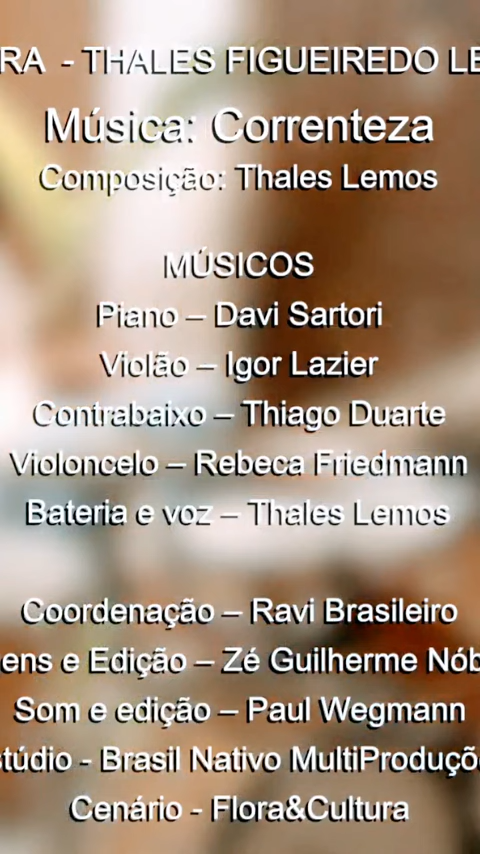 RA - THALES FIGUEIREDO LE
Música: Correnteza
Composição: Thales Lemos
MÚSICOS
Piano – Davi Sartori
Violão – Igor Lazier
Contrabaixo – Thiago Duarte
Violoncelo – Rebeca Friedmann
Bateria e voz – Thales Lemos
Coordenação – Ravi Brasileiro
ens e Edição – Zé Guilherme Nób
Som e edição – Paul Wegmann
túdio - Brasil Nativo MultiProduçõ
Cenário - Flora&Cultura